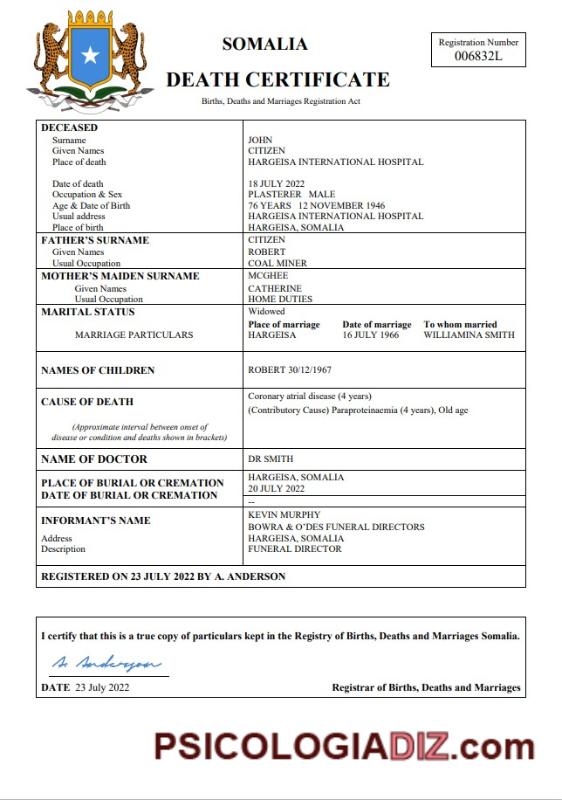 SOMALIA
Registration Number
006832L
DEATH CERTIFICATE
Births, Deaths and Marriages Registration Act
DECEASED
Surname JOHN
Given Names CITIZEN
Place of death HARGEISA INTERNATIONAL HOSPITAL
Date of death 18 JULY 2022
Occupation & Sex PLASTERER MALE
Age & Date of Birth 76 YEARS 12 NOVEMBER 1946
Usual address HARGEISA INTERNATIONAL HOSPITAL
Place of birth HARGEISA, SOMALIA
FATHER'S SURNAME CITIZEN
Given Names ROBERT
Usual Occupation COAL MINER
MOTHER'S MAIDEN SURNAME MCGHEE
Given Names CATHERINE
Usual Occupation HOME DUTIES
MARITAL STATUS Widowed
Place of marriage Date of marriage To whom married
MARRIAGE PARTICULARS HARGEISA 16 JULY 1966 WILLIAMINA SMITH
NAMES OF CHILDREN ROBERT 30/12/1967
CAUSE OF DEATH Coronary atrial disease (4 years)
(Contributory Cause) Paraproteinaemia (4 years), Old age
(Approximate interval between onset of
disease or condition and deaths shown in brackets)
NAME OF DOCTOR DR SMITH
PLACE OF BURIAL OR CREMATION HARGEISA, SOMALIA
DATE OF BURIAL OR CREMATION 20 JULY 2022
--
INFORMANT'S NAME KEVIN MURPHY
BOWRA & O'DES FUNERAL DIRECTORS
Address HARGEISA, SOMALIA
Description FUNERAL DIRECTOR
REGISTERED ON 23 JULY 2022 BY A. ANDERSON
I certify that this is a true copy of particulars kept in the Registry of Births, Deaths and Marriages Somalia.
A. Anderson
DATE 23 July 2022 Registrar of Births, Deaths and Marriages
PSICOLOGIADIZ.com